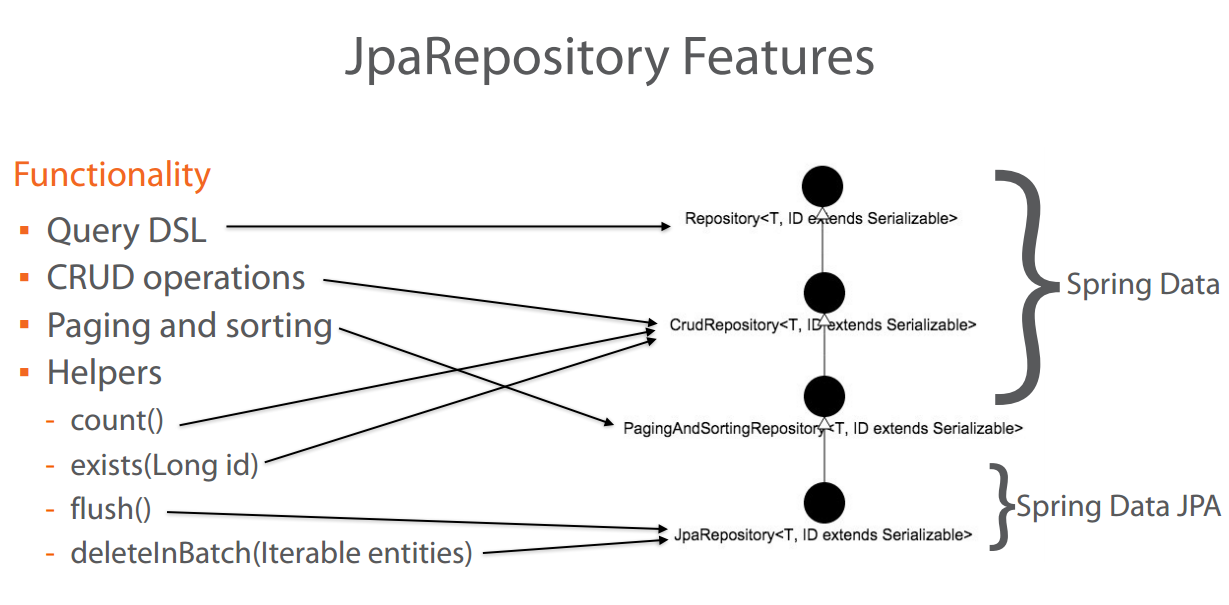 JpaRepository Features
Functionality
▪ Query DSL
▪ CRUD operations
▪ Paging and sorting
▪ Helpers
- count()
- exists(Long id)
- flush()
- deleteInBatch(Iterable entities)
Repository<T, ID extends Serializable>
CrudRepository<T, ID extends Serializable>
PagingAndSortingRepository<T, ID extends Serializable>
JpaRepository<T, ID extends Serializable>
Spring Data
Spring Data JPA